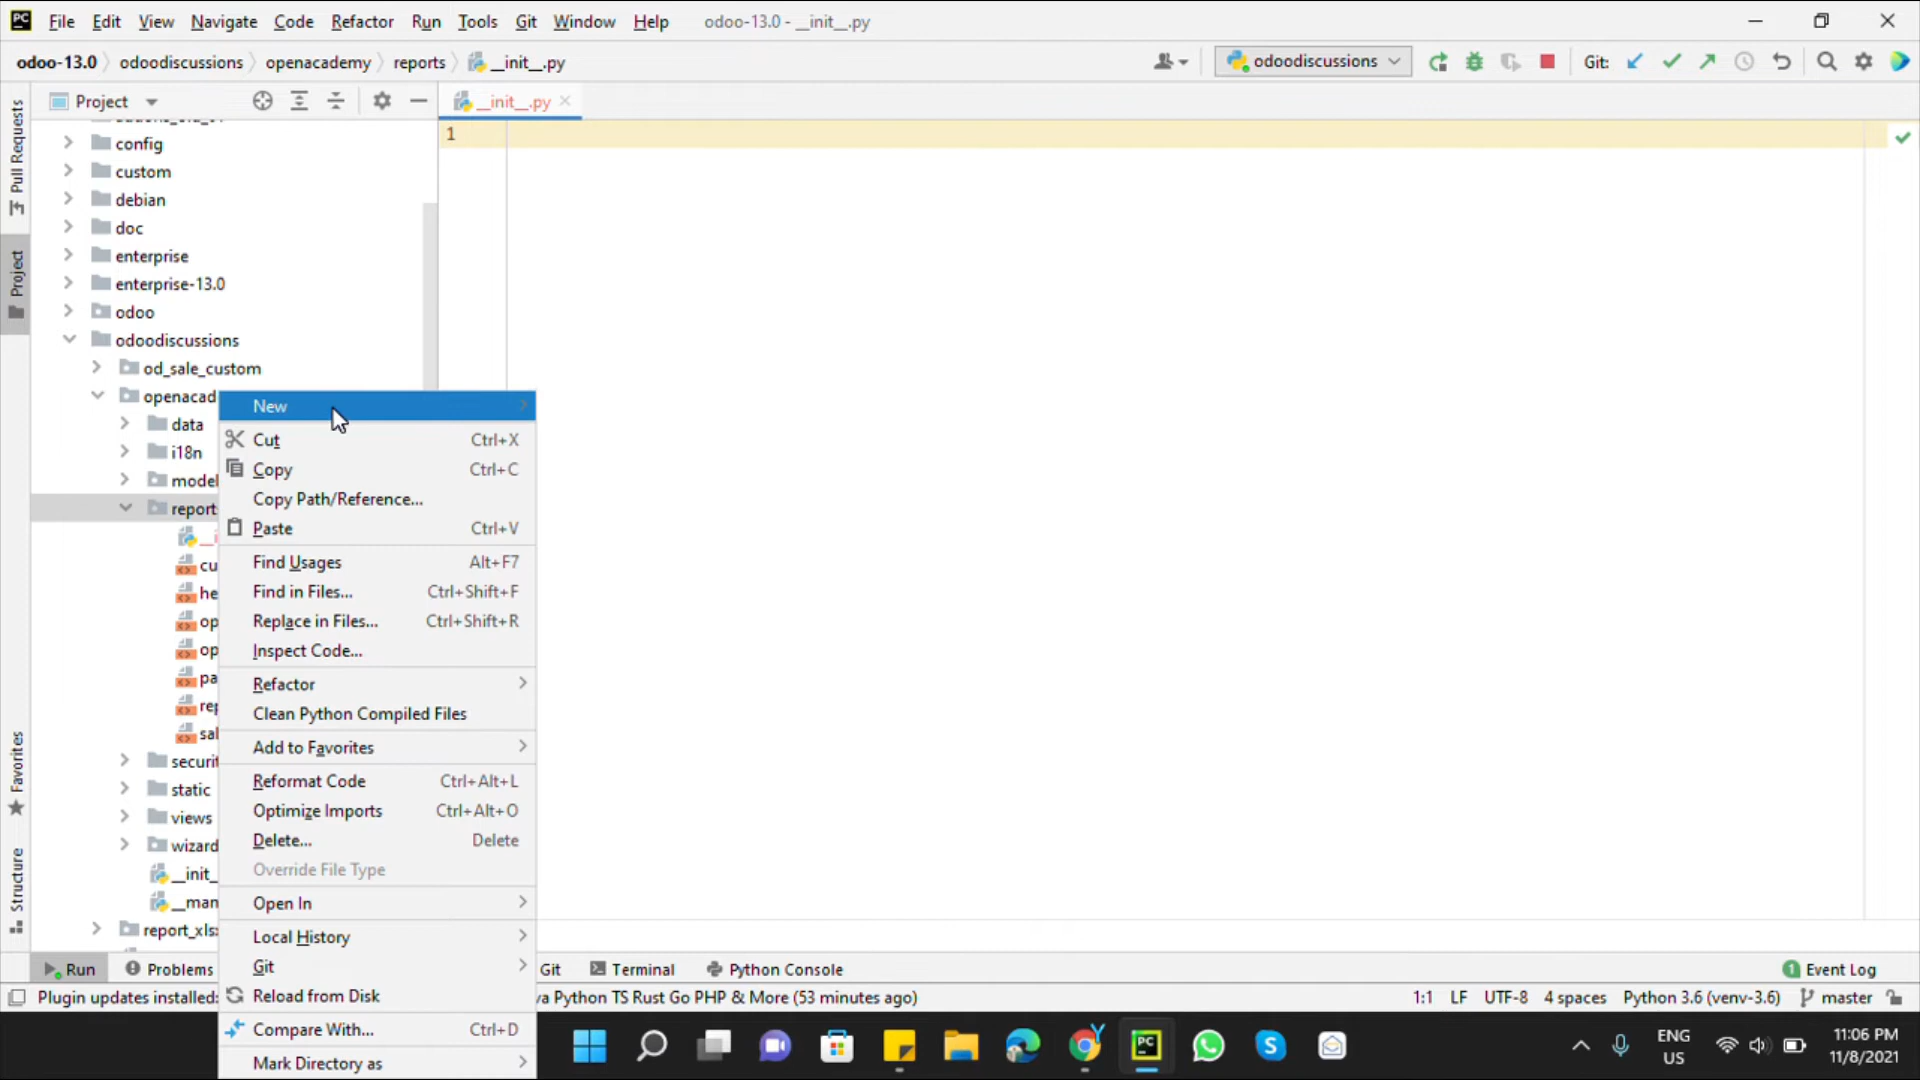 PC File Edit View Navigate Code Refactor Run Tools Git Window Help odoo-13.0 - __init__.py
odoo-13.0 odoodiscussions openacademy reports __init__.py odoodiscussions Git:
Project __init__.py
Pull Requests
Project
Favorites
Structure
config
custom
debian
doc
enterprise
enterprise-13.0
odoo
odoodiscussions
od_sale_custom
openacad
data
i18n
model
report
cu
he
op
op
pa
rep
sal
securit
static
views
wizard
__init_
__man
report_xls
1
New
Cut Ctrl+X
Copy Ctrl+C
Copy Path/Reference...
Paste Ctrl+V
Find Usages Alt+F7
Find in Files... Ctrl+Shift+F
Replace in Files... Ctrl+Shift+R
Inspect Code...
Refactor
Clean Python Compiled Files
Add to Favorites
Reformat Code Ctrl+Alt+L
Optimize Imports Ctrl+Alt+O
Delete... Delete
Override File Type
Open In
Local History
Git
Reload from Disk
Compare With... Ctrl+D
Mark Directory as
Run Problems Git Terminal Python Console 1 Event Log
Plugin updates installed: va Python TS Rust Go PHP & More (53 minutes ago) 1:1 LF UTF-8 4 spaces Python 3.6 (venv-3.6) master
PC S ENG
US
11:06 PM
11/8/2021